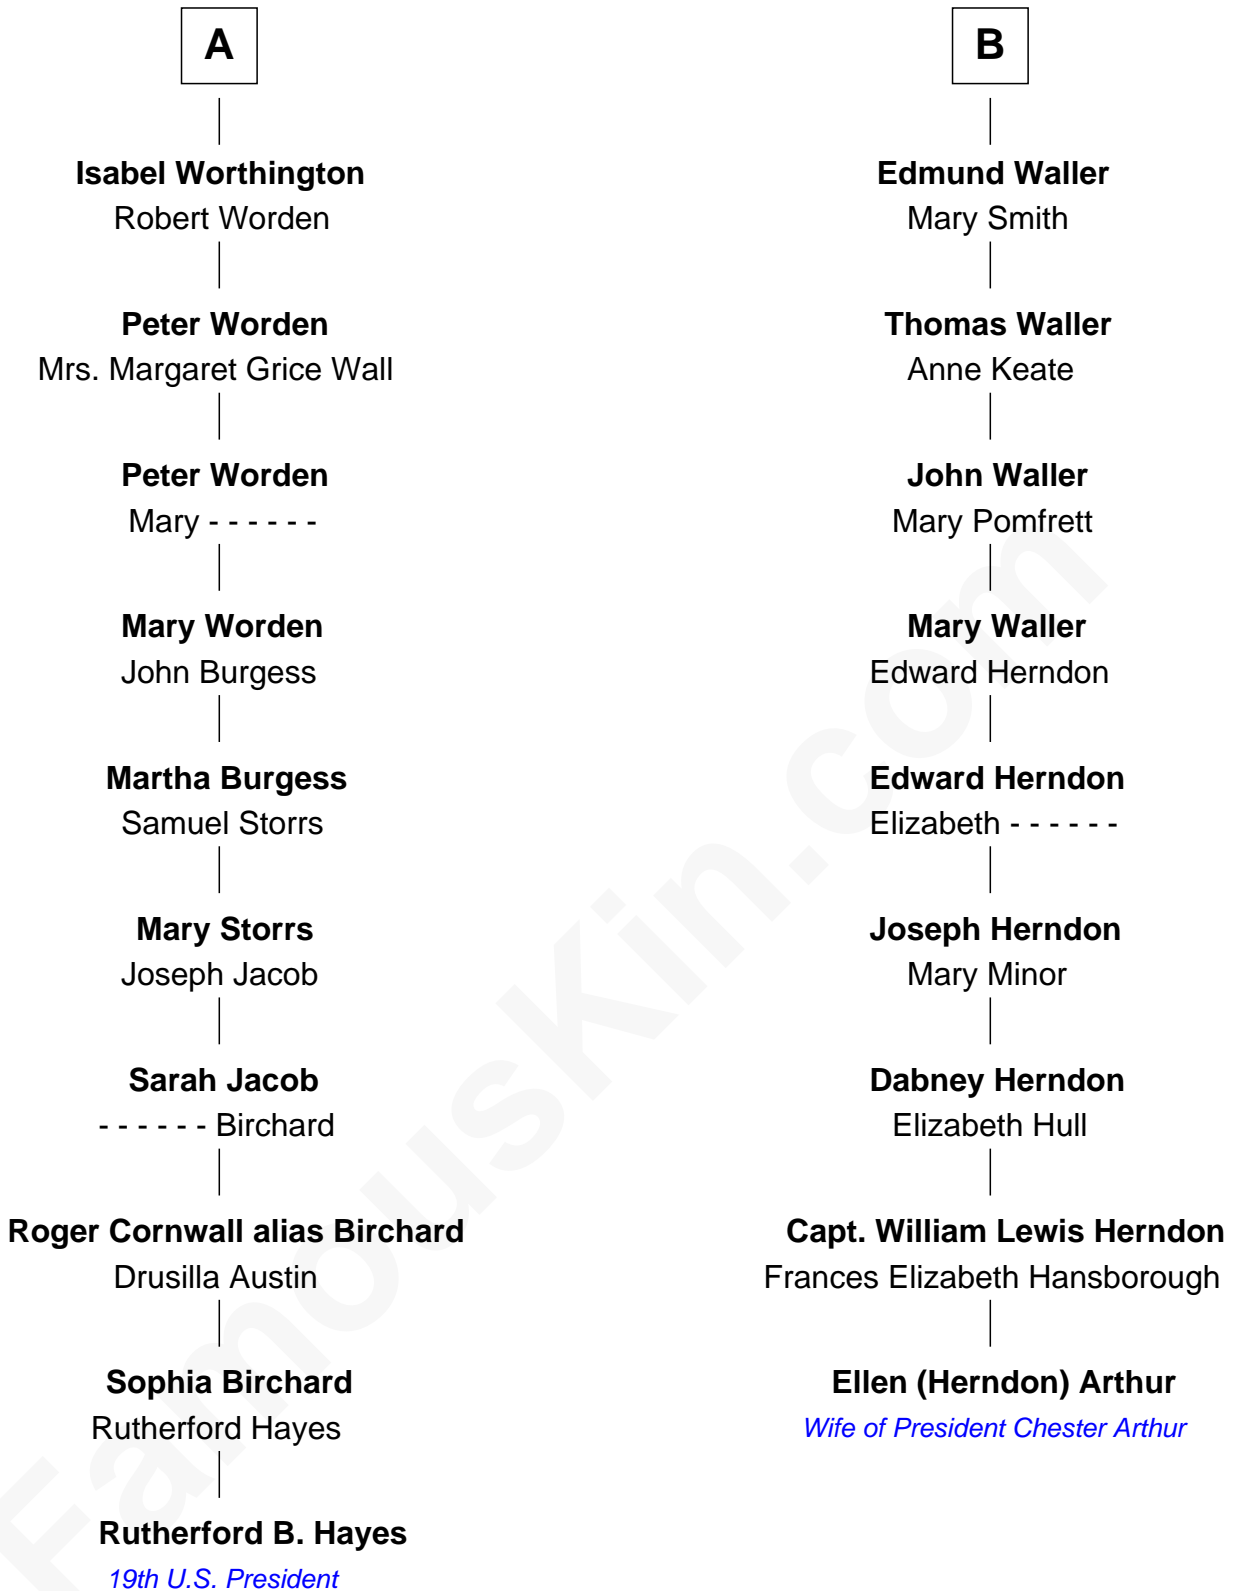 A
Isabel Worthington
Robert Worden
Peter Worden
Mrs. Margaret Grice Wall
Peter Worden
Mary - - - - - -
Mary Worden
John Burgess
Martha Burgess
Samuel Storrs
Mary Storrs
Joseph Jacob
Sarah Jacob
- - - - - - Birchard
Roger Cornwall alias Birchard
Drusilla Austin
Sophia Birchard
Rutherford Hayes
Rutherford B. Hayes
19th U.S. President
B
Edmund Waller
Mary Smith
Thomas Waller
Anne Keate
John Waller
Mary Pomfrett
Mary Waller
Edward Herndon
Edward Herndon
Elizabeth - - - - - -
Joseph Herndon
Mary Minor
Dabney Herndon
Elizabeth Hull
Capt. William Lewis Herndon
Frances Elizabeth Hansborough
Ellen (Herndon) Arthur
Wife of President Chester Arthur
FamousKin.com